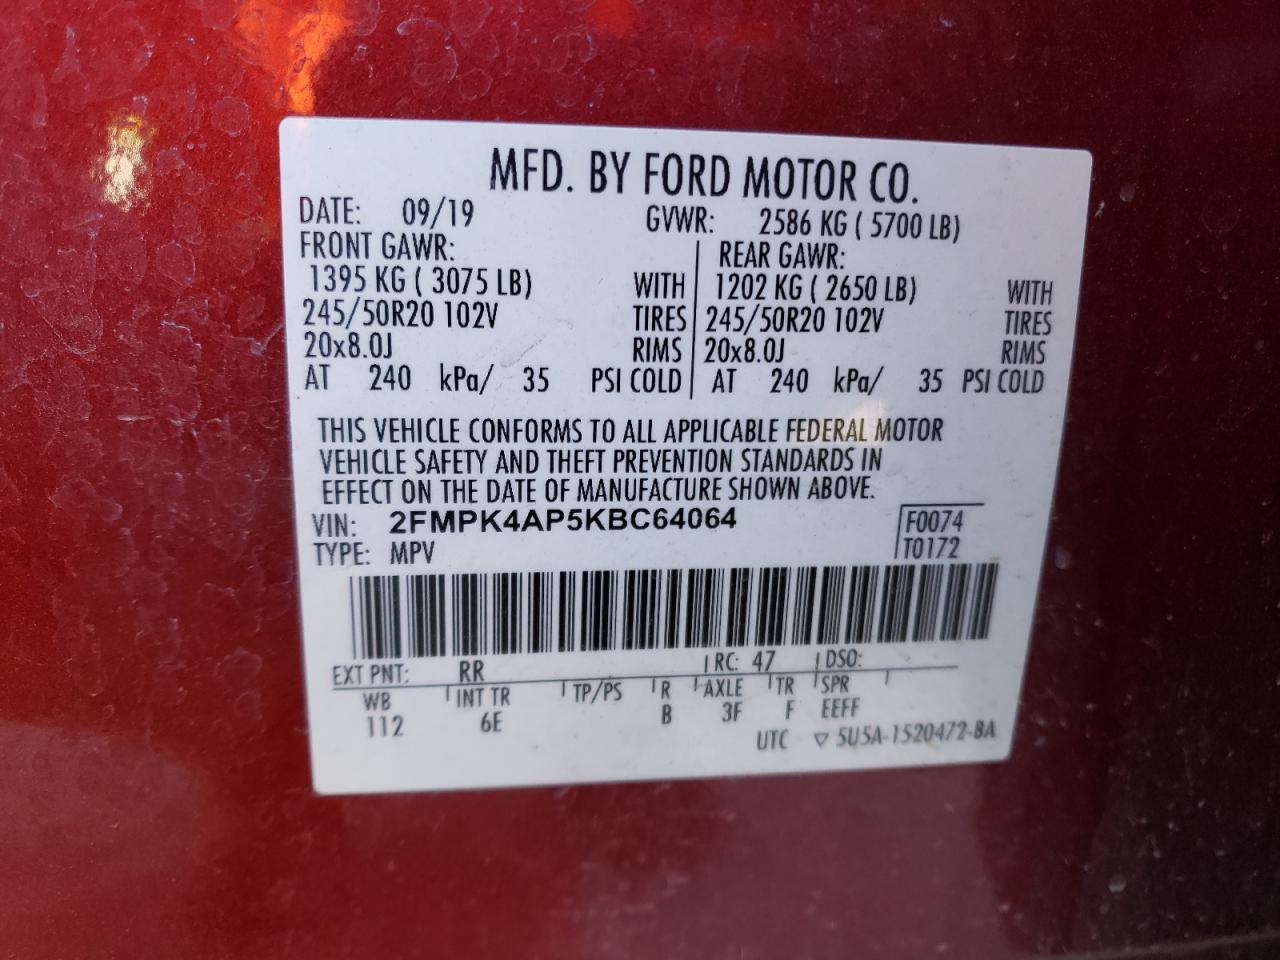 MFD. BY FORD MOTOR CO.
DATE: 09/19 GVWR: 2586 KG ( 5700 LB)
FRONT GAWR: REAR GAWR:
1395 KG ( 3075 LB) WITH 1202 KG ( 2650 LB) WITH
245/50R20 102V TIRES 245/50R20 102V TIRES
20x8.0J RIMS 20x8.0J RIMS
AT 240 kPa/ 35 PSI COLD AT 240 kPa/ 35 PSI COLD
THIS VEHICLE CONFORMS TO ALL APPLICABLE FEDERAL MOTOR
VEHICLE SAFETY AND THEFT PREVENTION STANDARDS IN
EFFECT ON THE DATE OF MANUFACTURE SHOWN ABOVE.
VIN: 2FMPK4AP5KBC64064 F0074
TYPE: MPV T0172
EXT PNT: RR RC: 47 DSO:
WB INT TR TP/PS R AXLE TR SPR
112 6E B 3F F EEFF
UTC ▽ 5U5A-1520472-BA